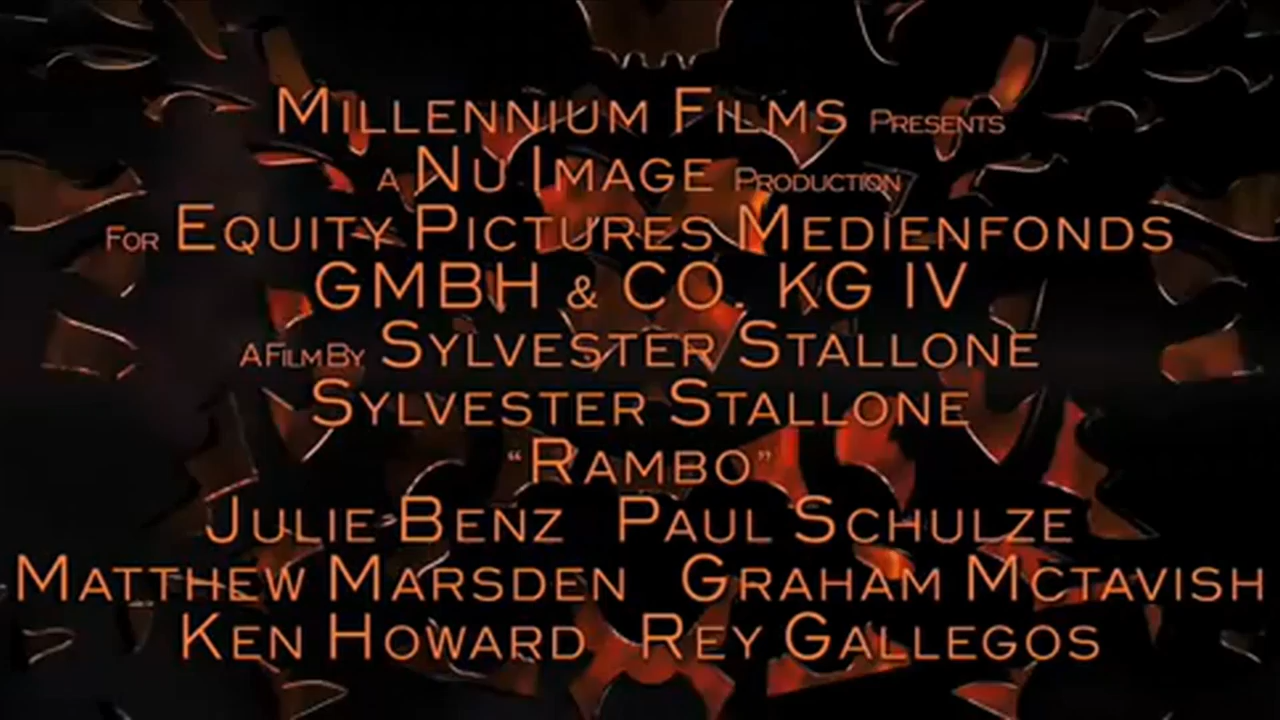 MILLENNIUM FILMS PRESENTS
A NU IMAGE PRODUCTION
FOR EQUITY PICTURES MEDIENFONDS
GMBH & CO. KG IV
A FILM BY SYLVESTER STALLONE
SYLVESTER STALLONE
“RAMBO”
JULIE BENZ PAUL SCHULZE
MATTHEW MARSDEN GRAHAM MCTAVISH
KEN HOWARD REY GALLEGOS